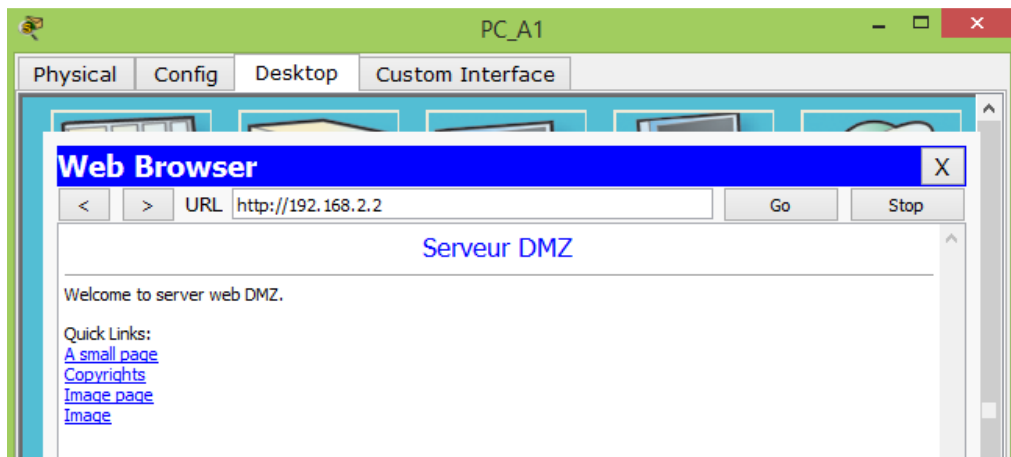 PC_A1
Physical Config Desktop Custom Interface
Web Browser X
< > URL http://192.168.2.2 Go Stop
Serveur DMZ
Welcome to server web DMZ.
Quick Links:
A small page
Copyrights
Image page
Image